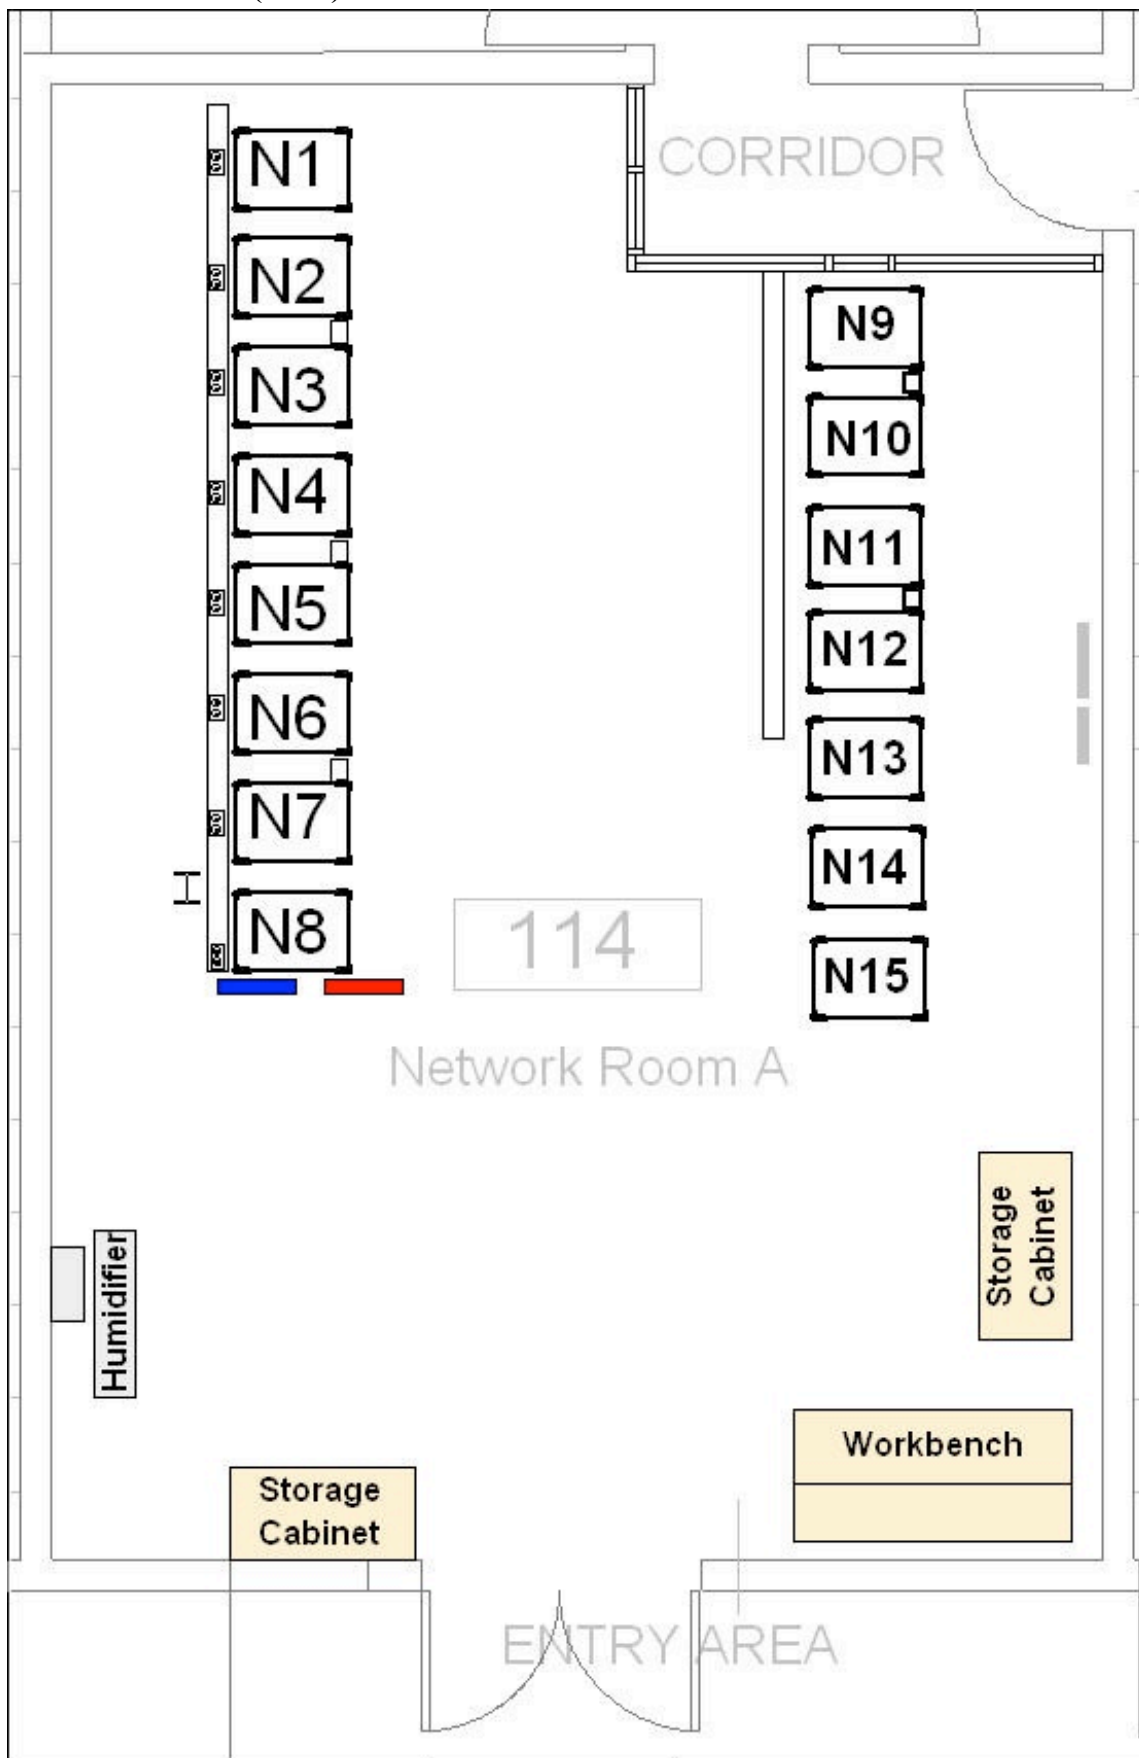 N1
CORRIDOR
N2
N9
N3
N10
N4
N11
N5
N12
N6
N13
N7
N14
H
N8
114
N15
Network Room A
Storage
Cabinet
Humidifier
Workbench
Storage
Cabinet
ENTRY AREA